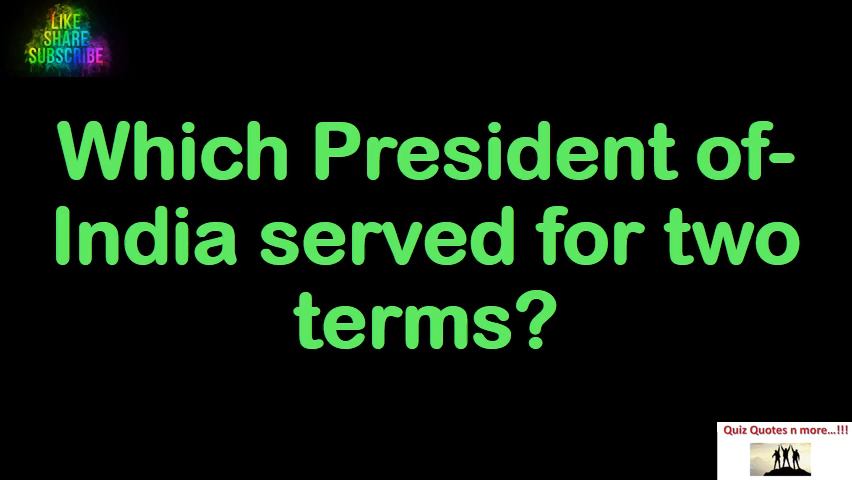 LIKE
SHARE
SUBSCRIBE
Which President of-
India served for two
terms?
Quiz Quotes n more...!!!